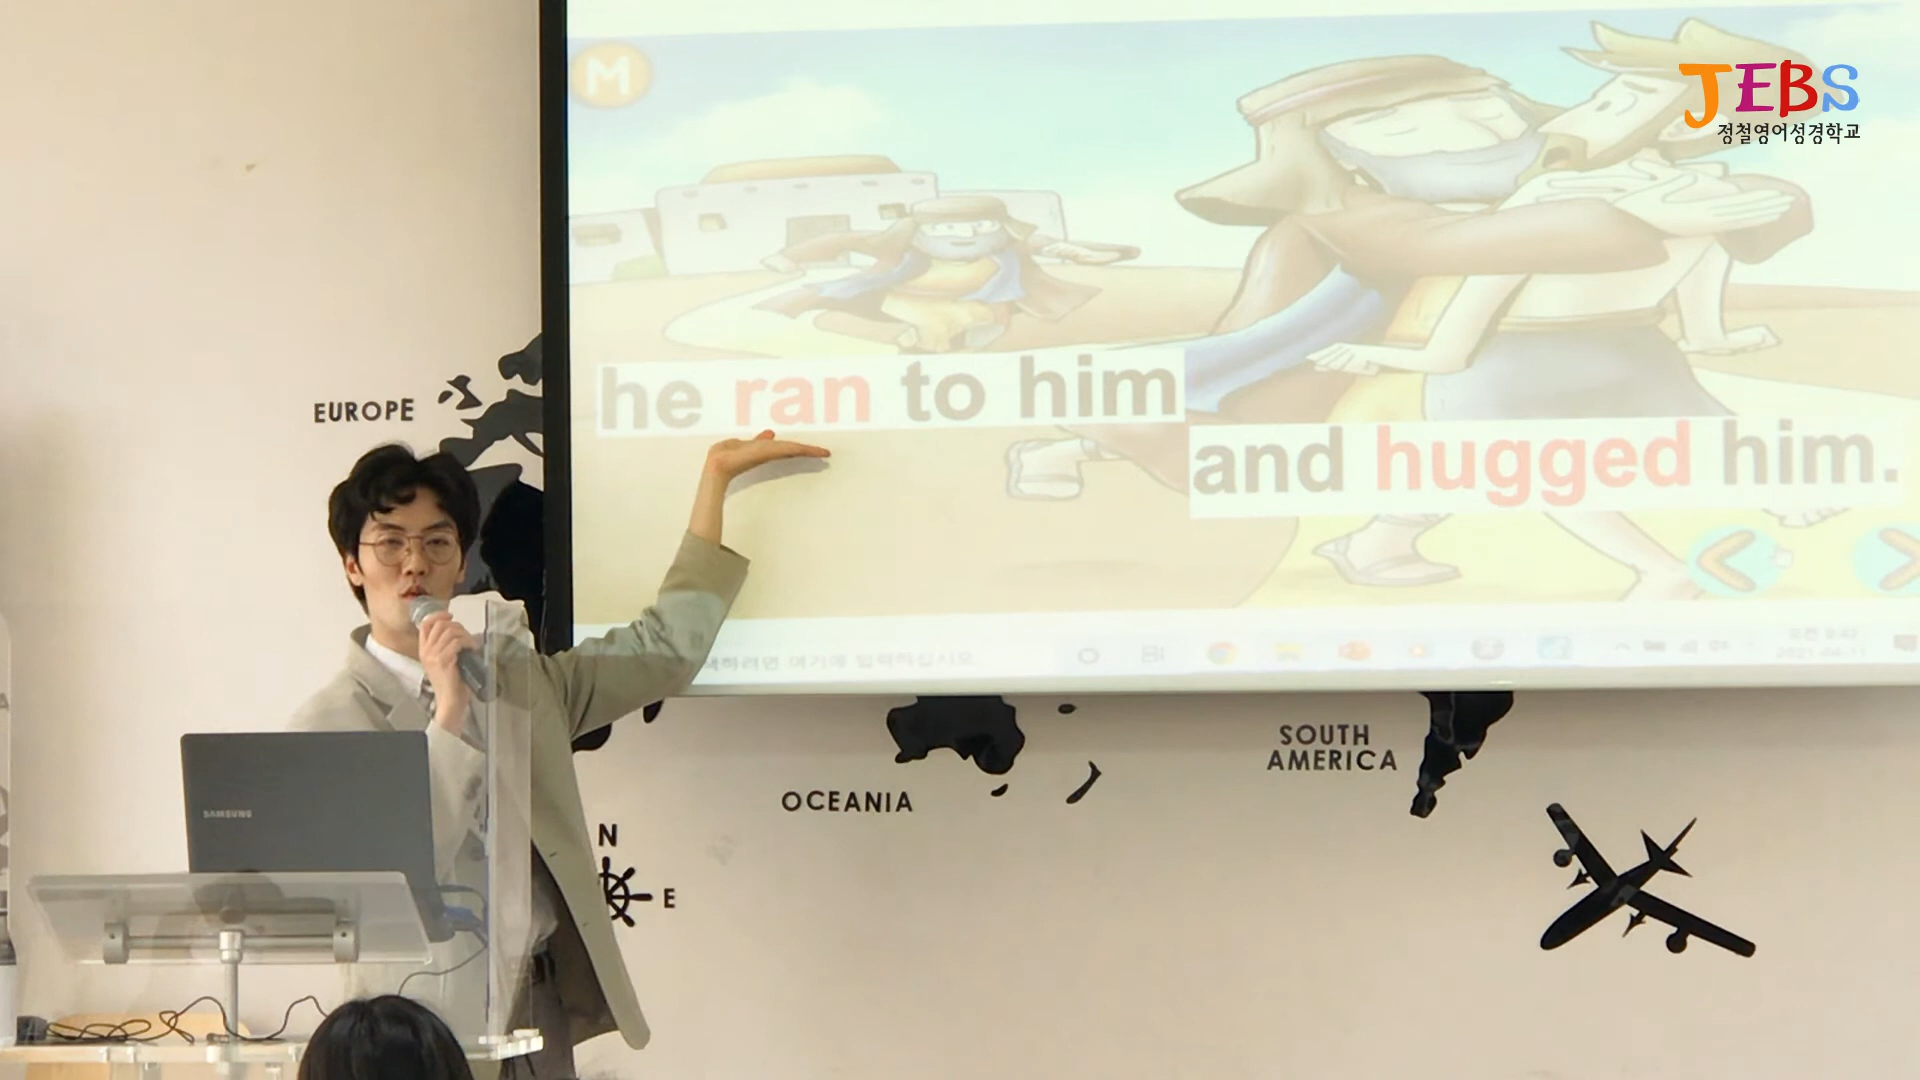 M
JEBS
정철영어성경학교
he ran to him
and hugged him.
EUROPE
SOUTH
AMERICA
OCEANIA
SAMSUNG
N
E